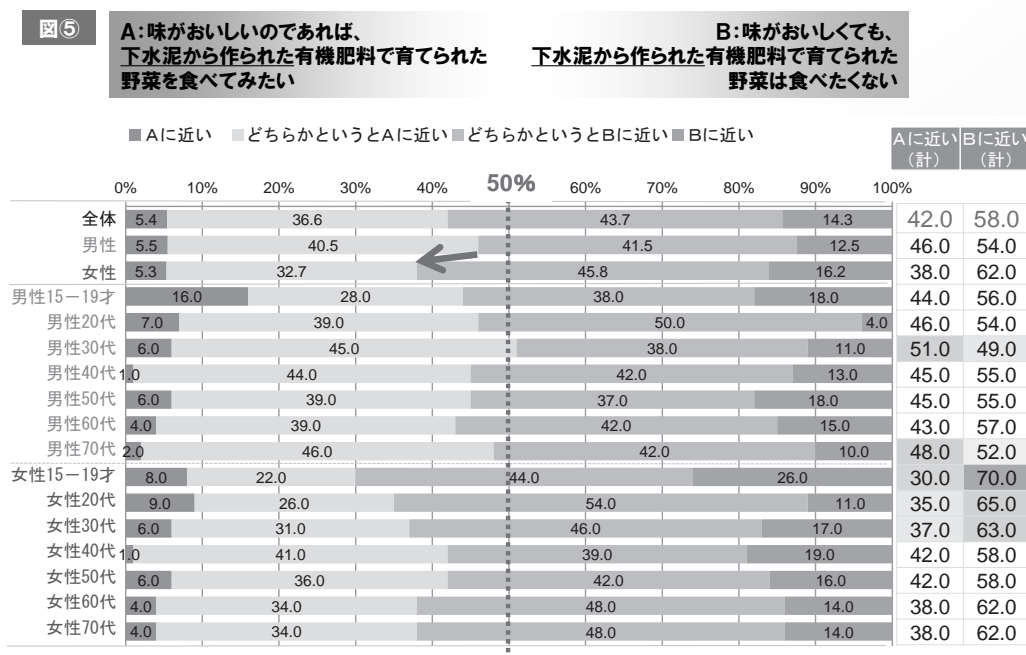 図⑤
A:味がおいしいのであれば、
下水泥から作られた有機肥料で育てられた
野菜を食べてみたい
B:味がおいしくても、
下水泥から作られた有機肥料で育てられた
野菜は食べたくない
■Aに近い ■どちらかというとAに近い ■どちらかというとBに近い ■Bに近い
Aに近い(計) Bに近い(計)
0% 10% 20% 30% 40% 50% 60% 70% 80% 90% 100%
全体 5.4 36.6 43.7 14.3 42.0 58.0
男性 5.5 40.5 41.5 12.5 46.0 54.0
女性 5.3 32.7 45.8 16.2 38.0 62.0
男性15－19才 16.0 28.0 38.0 18.0 44.0 56.0
男性20代 7.0 39.0 50.0 4.0 46.0 54.0
男性30代 6.0 45.0 38.0 11.0 51.0 49.0
男性40代 1.0 44.0 42.0 13.0 45.0 55.0
男性50代 6.0 39.0 37.0 18.0 45.0 55.0
男性60代 4.0 39.0 42.0 15.0 43.0 57.0
男性70代 2.0 46.0 42.0 10.0 48.0 52.0
女性15－19才 8.0 22.0 44.0 26.0 30.0 70.0
女性20代 9.0 26.0 54.0 11.0 35.0 65.0
女性30代 6.0 31.0 46.0 17.0 37.0 63.0
女性40代 1.0 41.0 39.0 19.0 42.0 58.0
女性50代 6.0 36.0 42.0 16.0 42.0 58.0
女性60代 4.0 34.0 48.0 14.0 38.0 62.0
女性70代 4.0 34.0 48.0 14.0 38.0 62.0